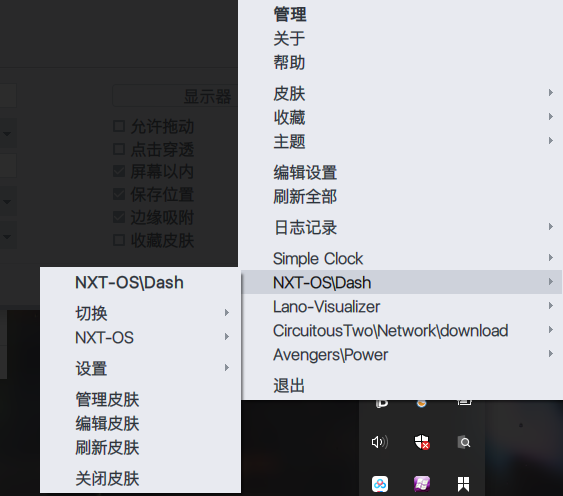 管理
关于
帮助
皮肤
收藏
主题
编辑设置
刷新全部
日志记录
Simple Clock
NXT-OS\Dash
Lano-Visualizer
CircuitousTwo\Network\download
Avengers\Power
退出
NXT-OS\Dash
切换
NXT-OS
设置
管理皮肤
编辑皮肤
刷新皮肤
关闭皮肤
显示器
允许拖动
点击穿透
屏幕以内
保存位置
边缘吸附
收藏皮肤